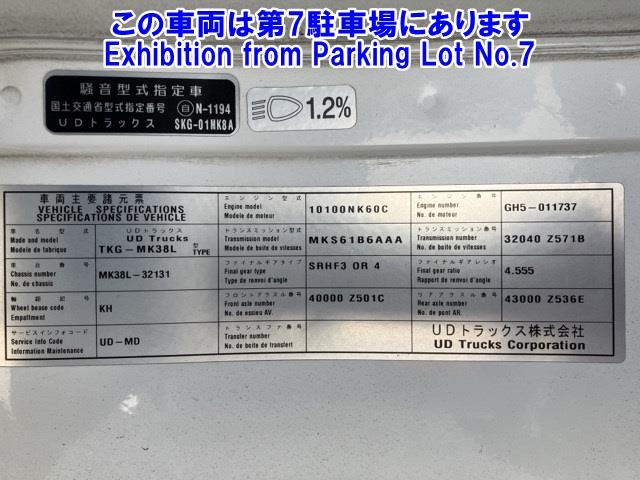 この車両は第7駐車場にあります
Exhibition from Parking Lot No.7
騒音型式指定車
国土交通省型式指定番号 自 N-1194
UDトラックス SKG-01NK8A
1.2%
車両主要諸元表
VEHICLE SPECIFICATIONS
SPECIFICATIONS DE VEHICLE
エンジン型式
Engine model
Modele de moteur
10100NK60C
エンジン番号
Engine number
No. de moteur
GH5-011737
車名型式
Made and model
Modele de fabrique
UDトラックス
UD Trucks
TKG-MK38L 型 TYPE
トランスミッション型式
Transmission model
Modele de boite de vitesses
MKS61B6AAA
トランスミッション番号
Transmission number
No de boite de vitesses
32040 Z571B
車台番号
Chassis number
No. de chassis
MK38L-32131
ファイナルギアタイプ
Final gear type
Type de renvoi d'angle
SRHF3 OR 4
ファイナルギアレシオ
Final gear ratio
Rapport de renvoi d'angle
4.555
軸距記号
Wheel bease code
Empattement
KH
フロントアクスル番号
Front axle number
No. de essieu AV.
40000 Z501C
リアアクスル番号
Rear axle number
No. de pont AR.
43000 Z536E
サービスインフォコード
Service Info Code
Information Maintenance
UD-MD
トランスファ番号
Transfer number
No. de boite de transfert
UDトラックス株式会社
UD Trucks Corporation